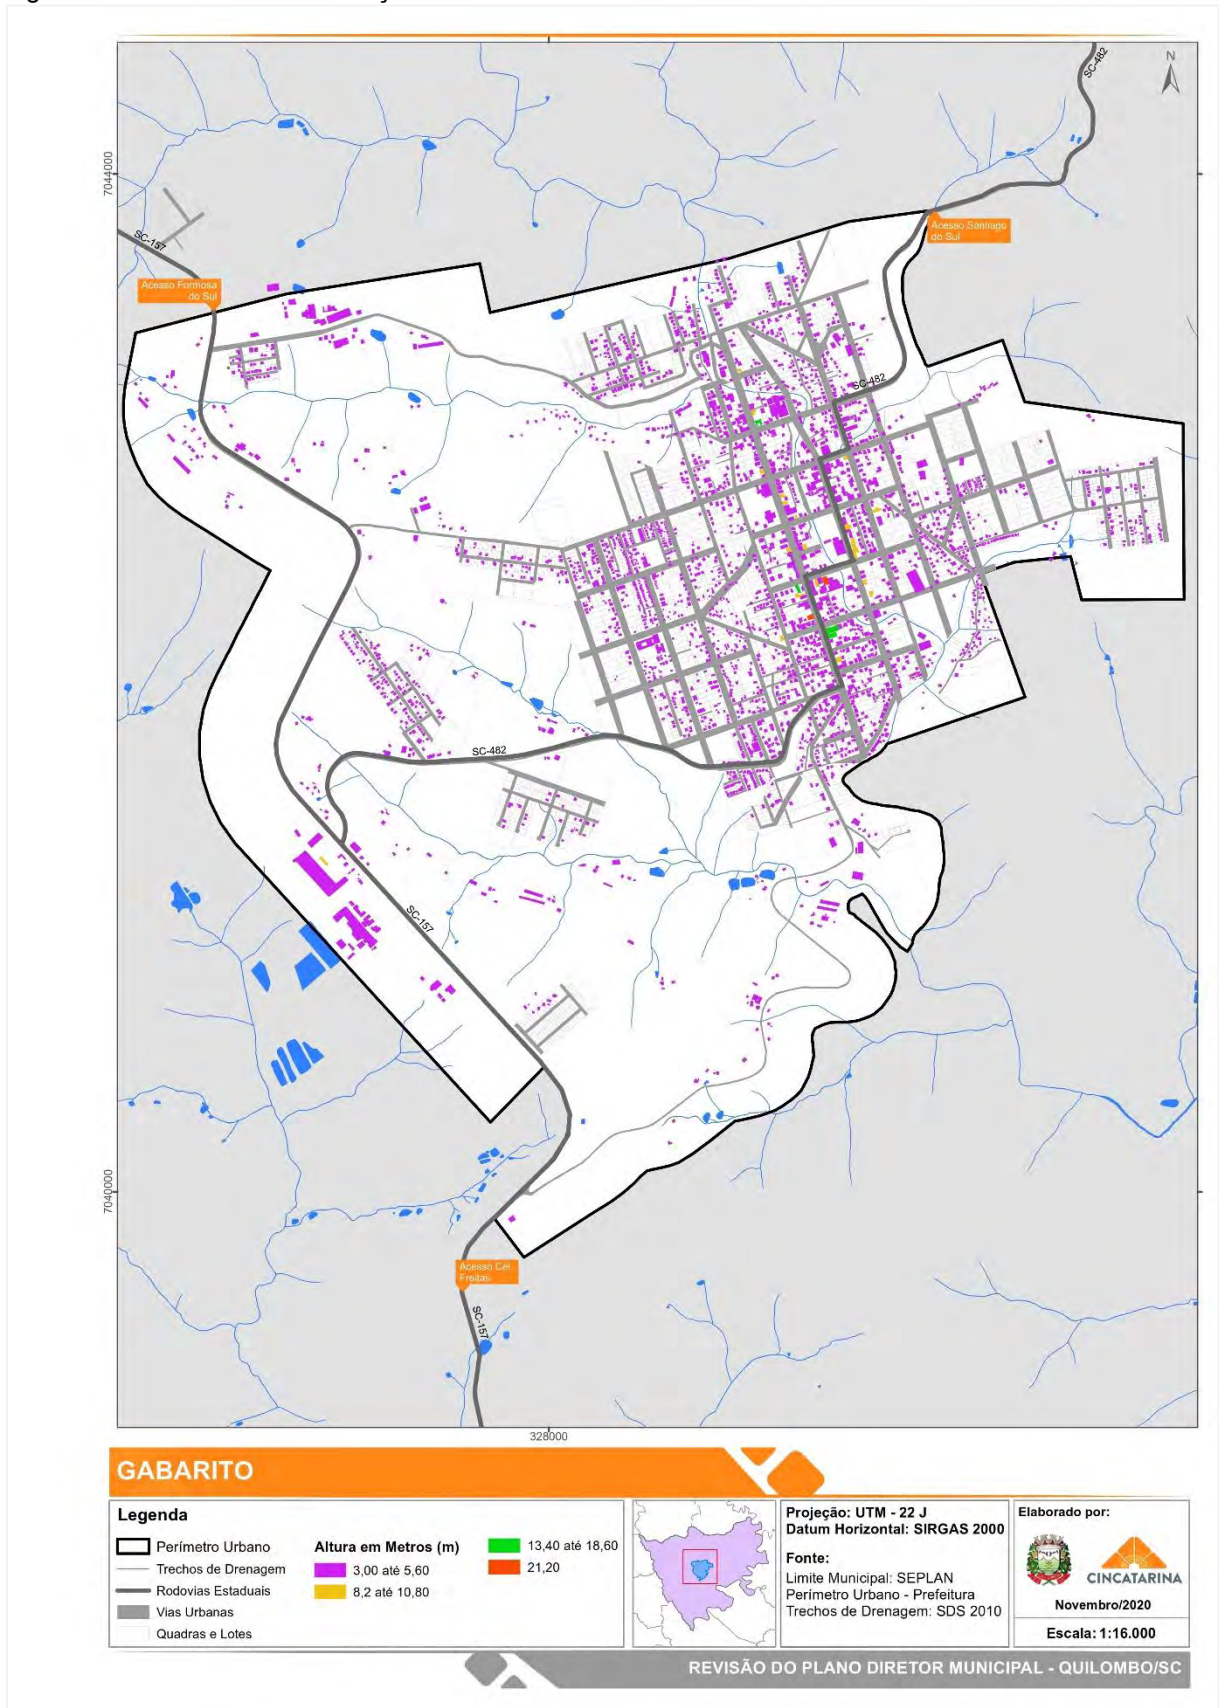 SC-482
N
7044000
SC-157
Acesso Santiago
do Sul
Acesso Formosa
do Sul
SC-482
SC-482
SC-157
7040000
Acesso Cel
Freitas
SC-157
328000
GABARITO
Legenda
Perímetro Urbano
Trechos de Drenagem
Rodovias Estaduais
Vias Urbanas
Quadras e Lotes
Altura em Metros (m)
3,00 até 5,60
8,2 até 10,80
13,40 até 18,60
21,20
Projeção: UTM - 22 J
Datum Horizontal: SIRGAS 2000
Fonte:
Limite Municipal: SEPLAN
Perímetro Urbano - Prefeitura
Trechos de Drenagem: SDS 2010
Elaborado por:
CINCATARINA
Novembro/2020
Escala: 1:16.000
REVISÃO DO PLANO DIRETOR MUNICIPAL - QUILOMBO/SC